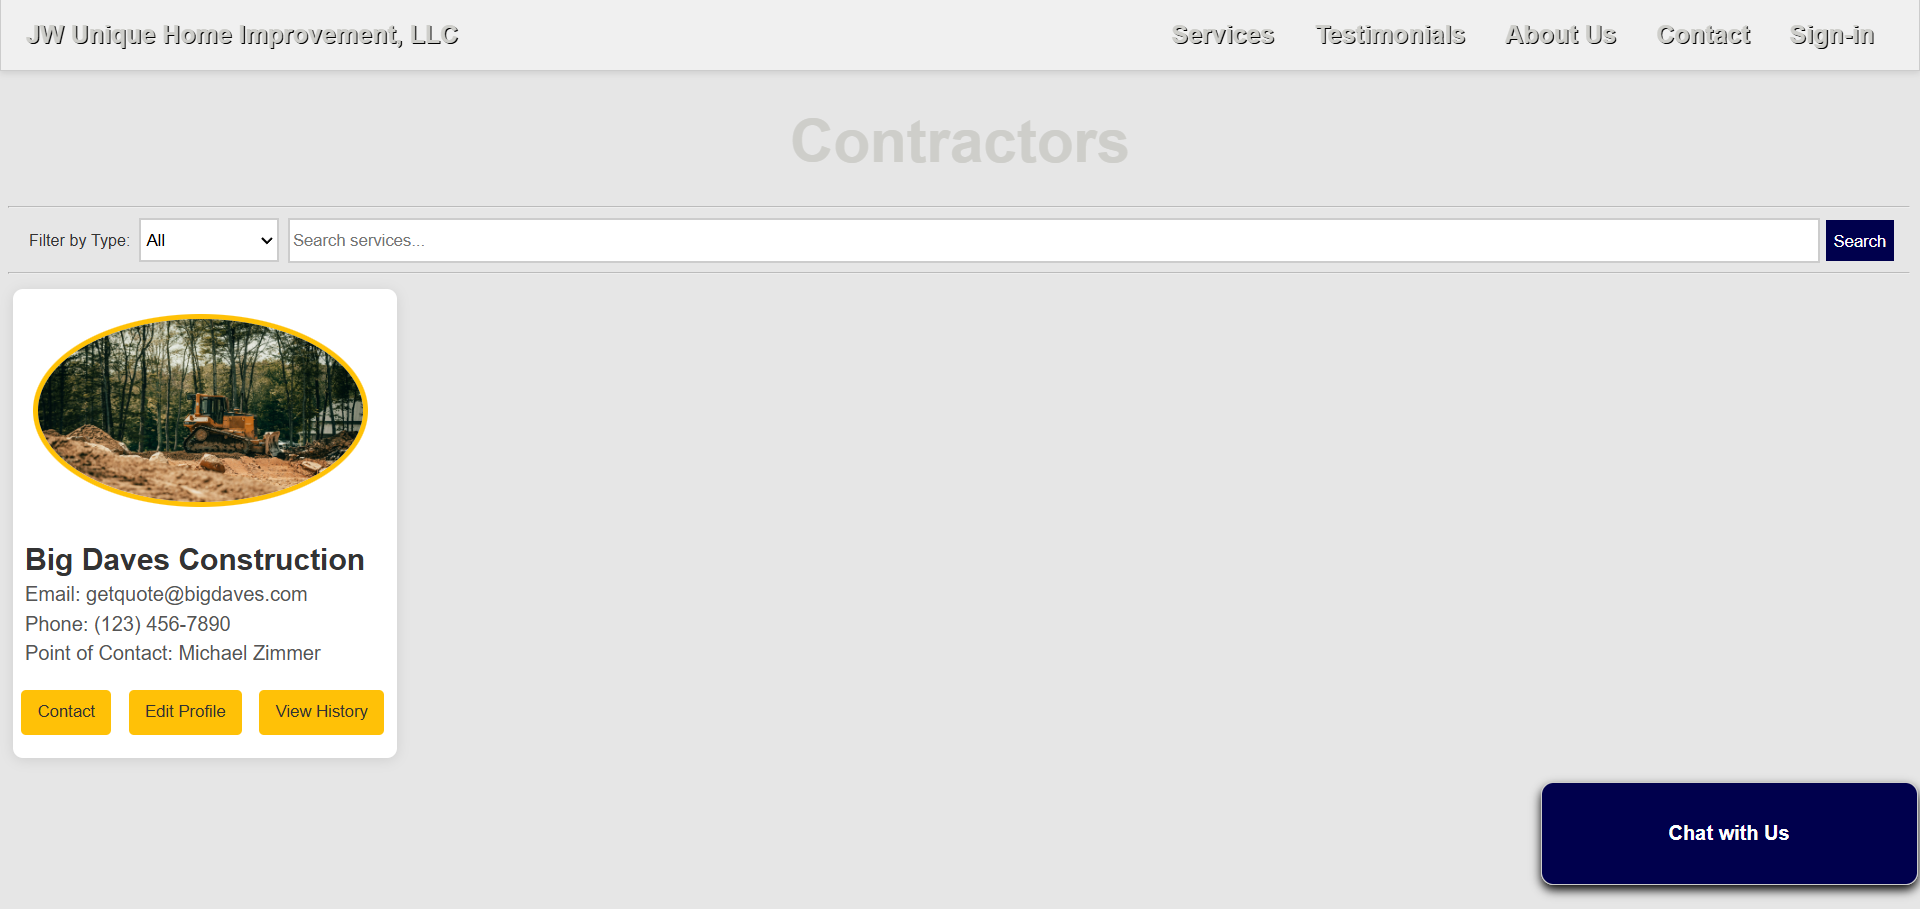 JW Unique Home Improvement, LLC Services Testimonials About Us Contact Sign-in
Contractors
Filter by Type: All Search services... Search
Big Daves Construction
Email: getquote@bigdaves.com
Phone: (123) 456-7890
Point of Contact: Michael Zimmer
Contact Edit Profile View History
Chat with Us